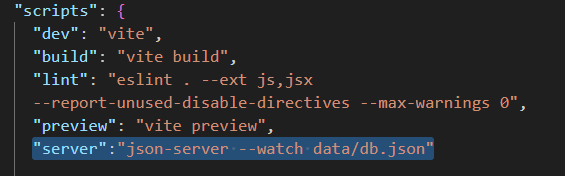 "scripts": {
"dev": "vite",
"build": "vite build",
"lint": "eslint . --ext js,jsx
--report-unused-disable-directives --max-warnings 0",
"preview": "vite preview",
"server":"json-server --watch data/db.json"